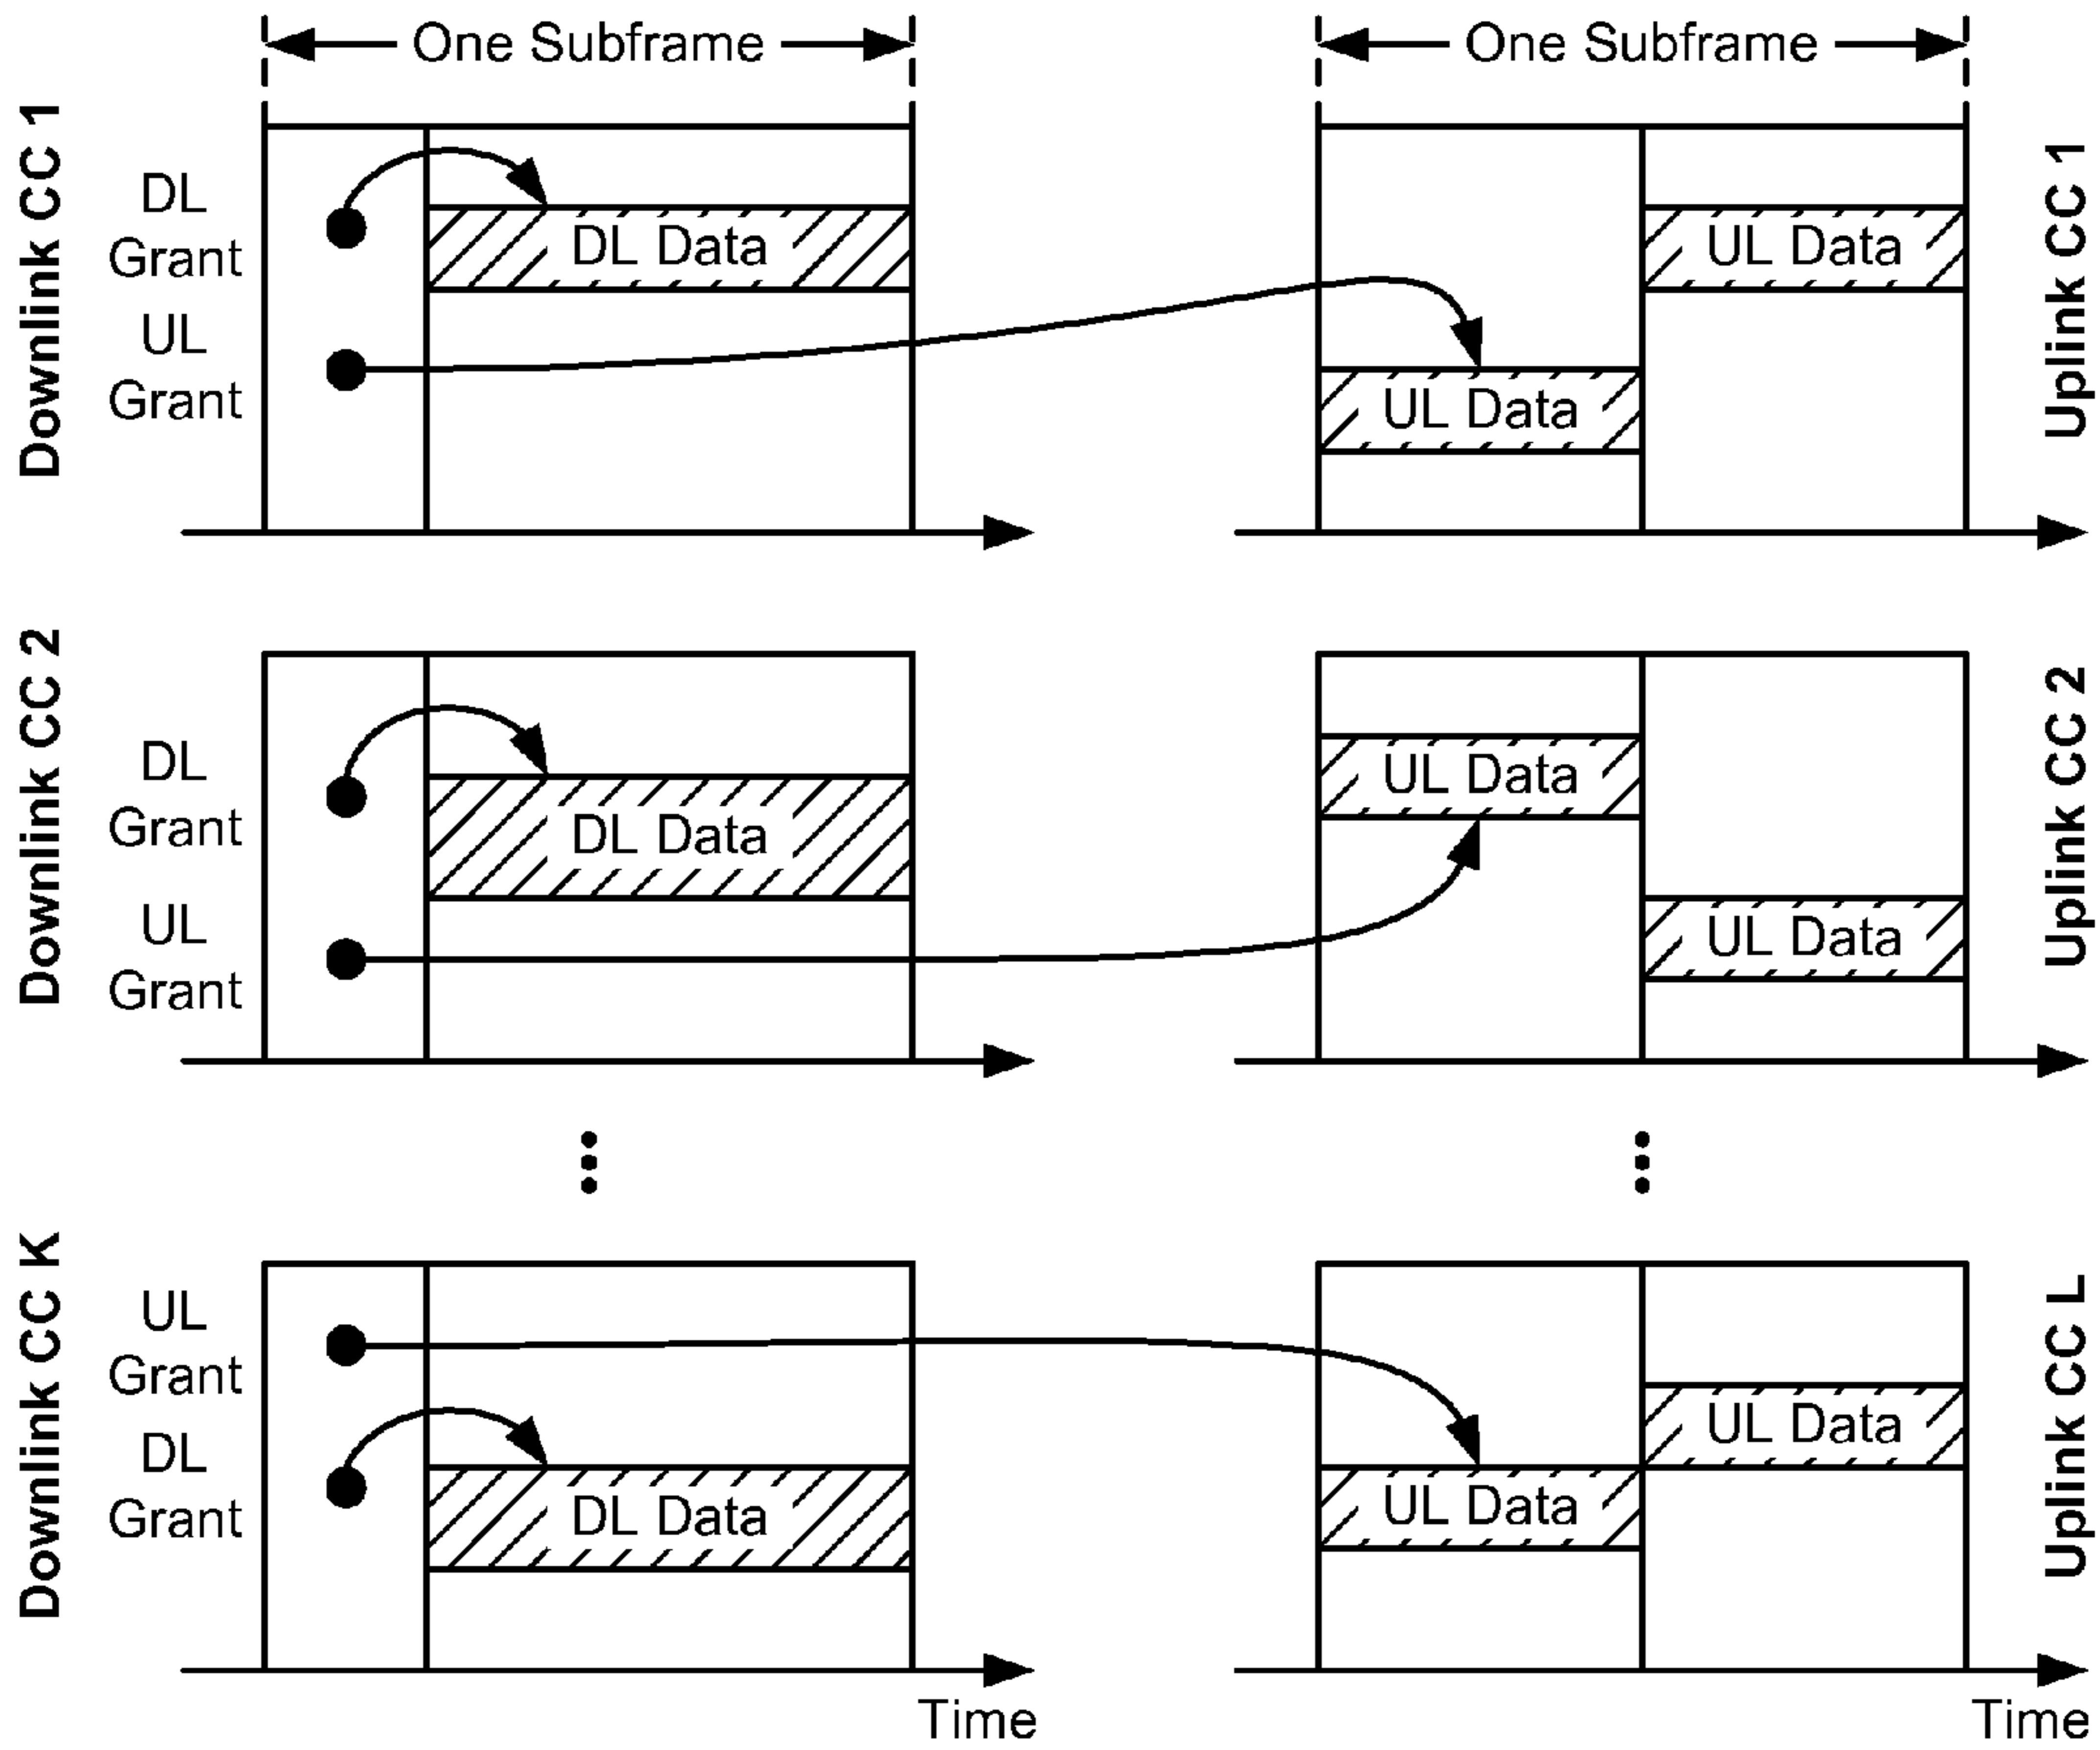 One Subframe
One Subframe
Downlink CC 1
DL
Grant
DL Data
UL
Grant
UL Data
UL Data
Uplink CC 1
Downlink CC 2
DL
Grant
DL Data
UL
Grant
UL Data
UL Data
Uplink CC 2
Downlink CC K
UL
Grant
DL
Grant
DL Data
UL Data
UL Data
Uplink CC L
Time
Time